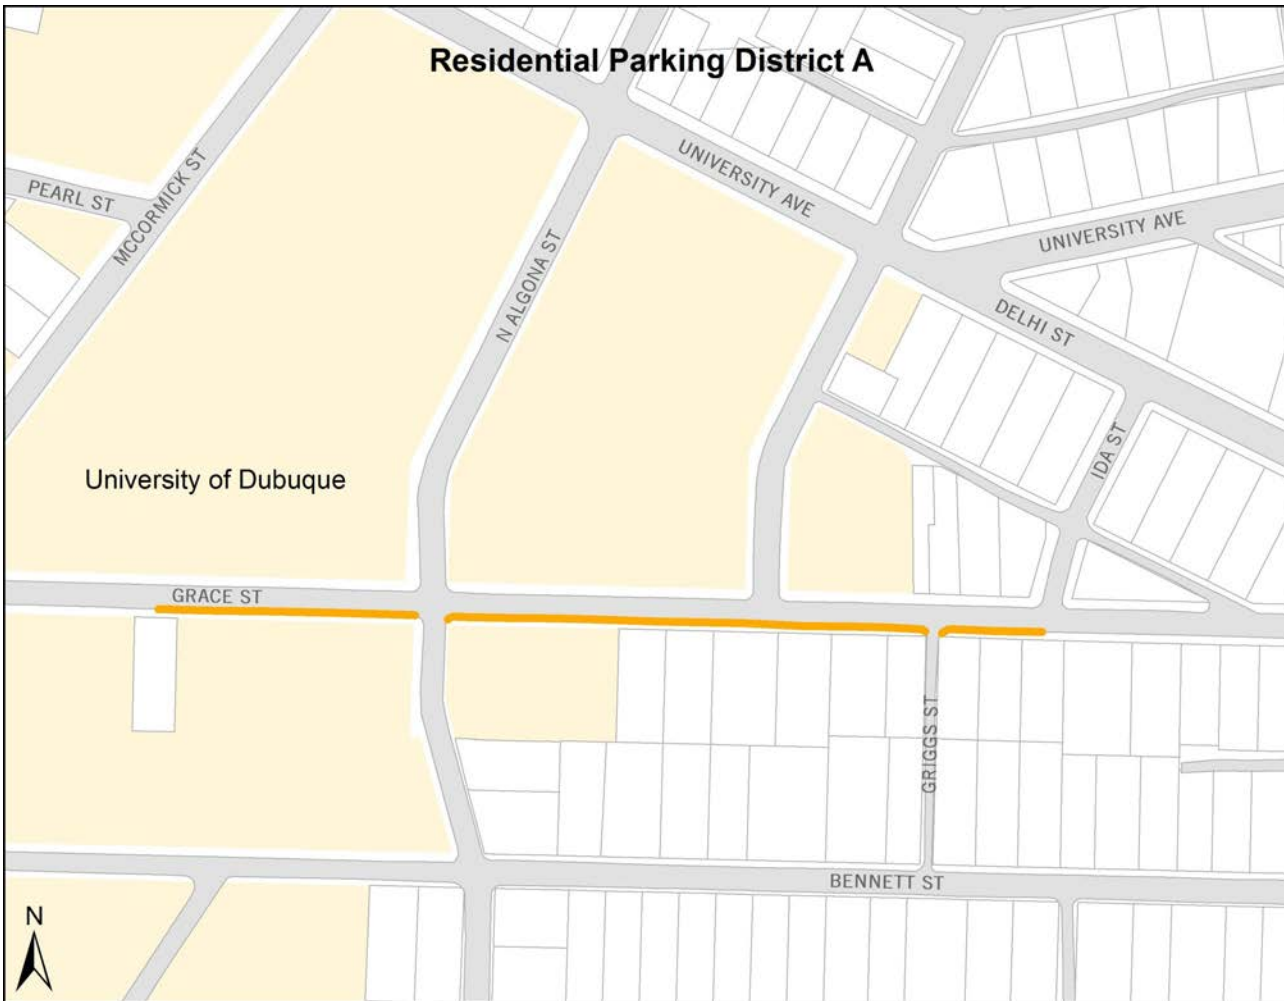 Residential Parking District A
PEARL ST
MCCORMICK ST
N ALGONA ST
UNIVERSITY AVE
UNIVERSITY AVE
DELHI ST
IDA ST
University of Dubuque
GRACE ST
GRIGGS ST
BENNETT ST
N